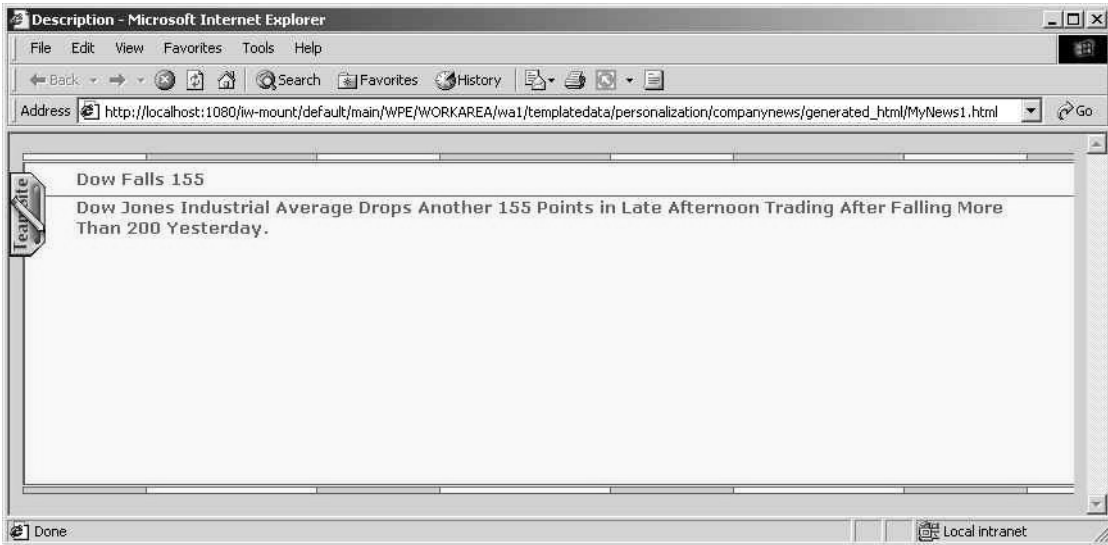 Description - Microsoft Internet Explorer
File Edit View Favorites Tools Help
Back Search Favorites History
Address http://localhost:1080/iw-mount/default/main/WPE/WORKAREA/wa1/templatedata/personalization/companynews/generated_html/MyNews1.html Go
TeamSite
Dow Falls 155
Dow Jones Industrial Average Drops Another 155 Points in Late Afternoon Trading After Falling More
Than 200 Yesterday.
Done Local intranet